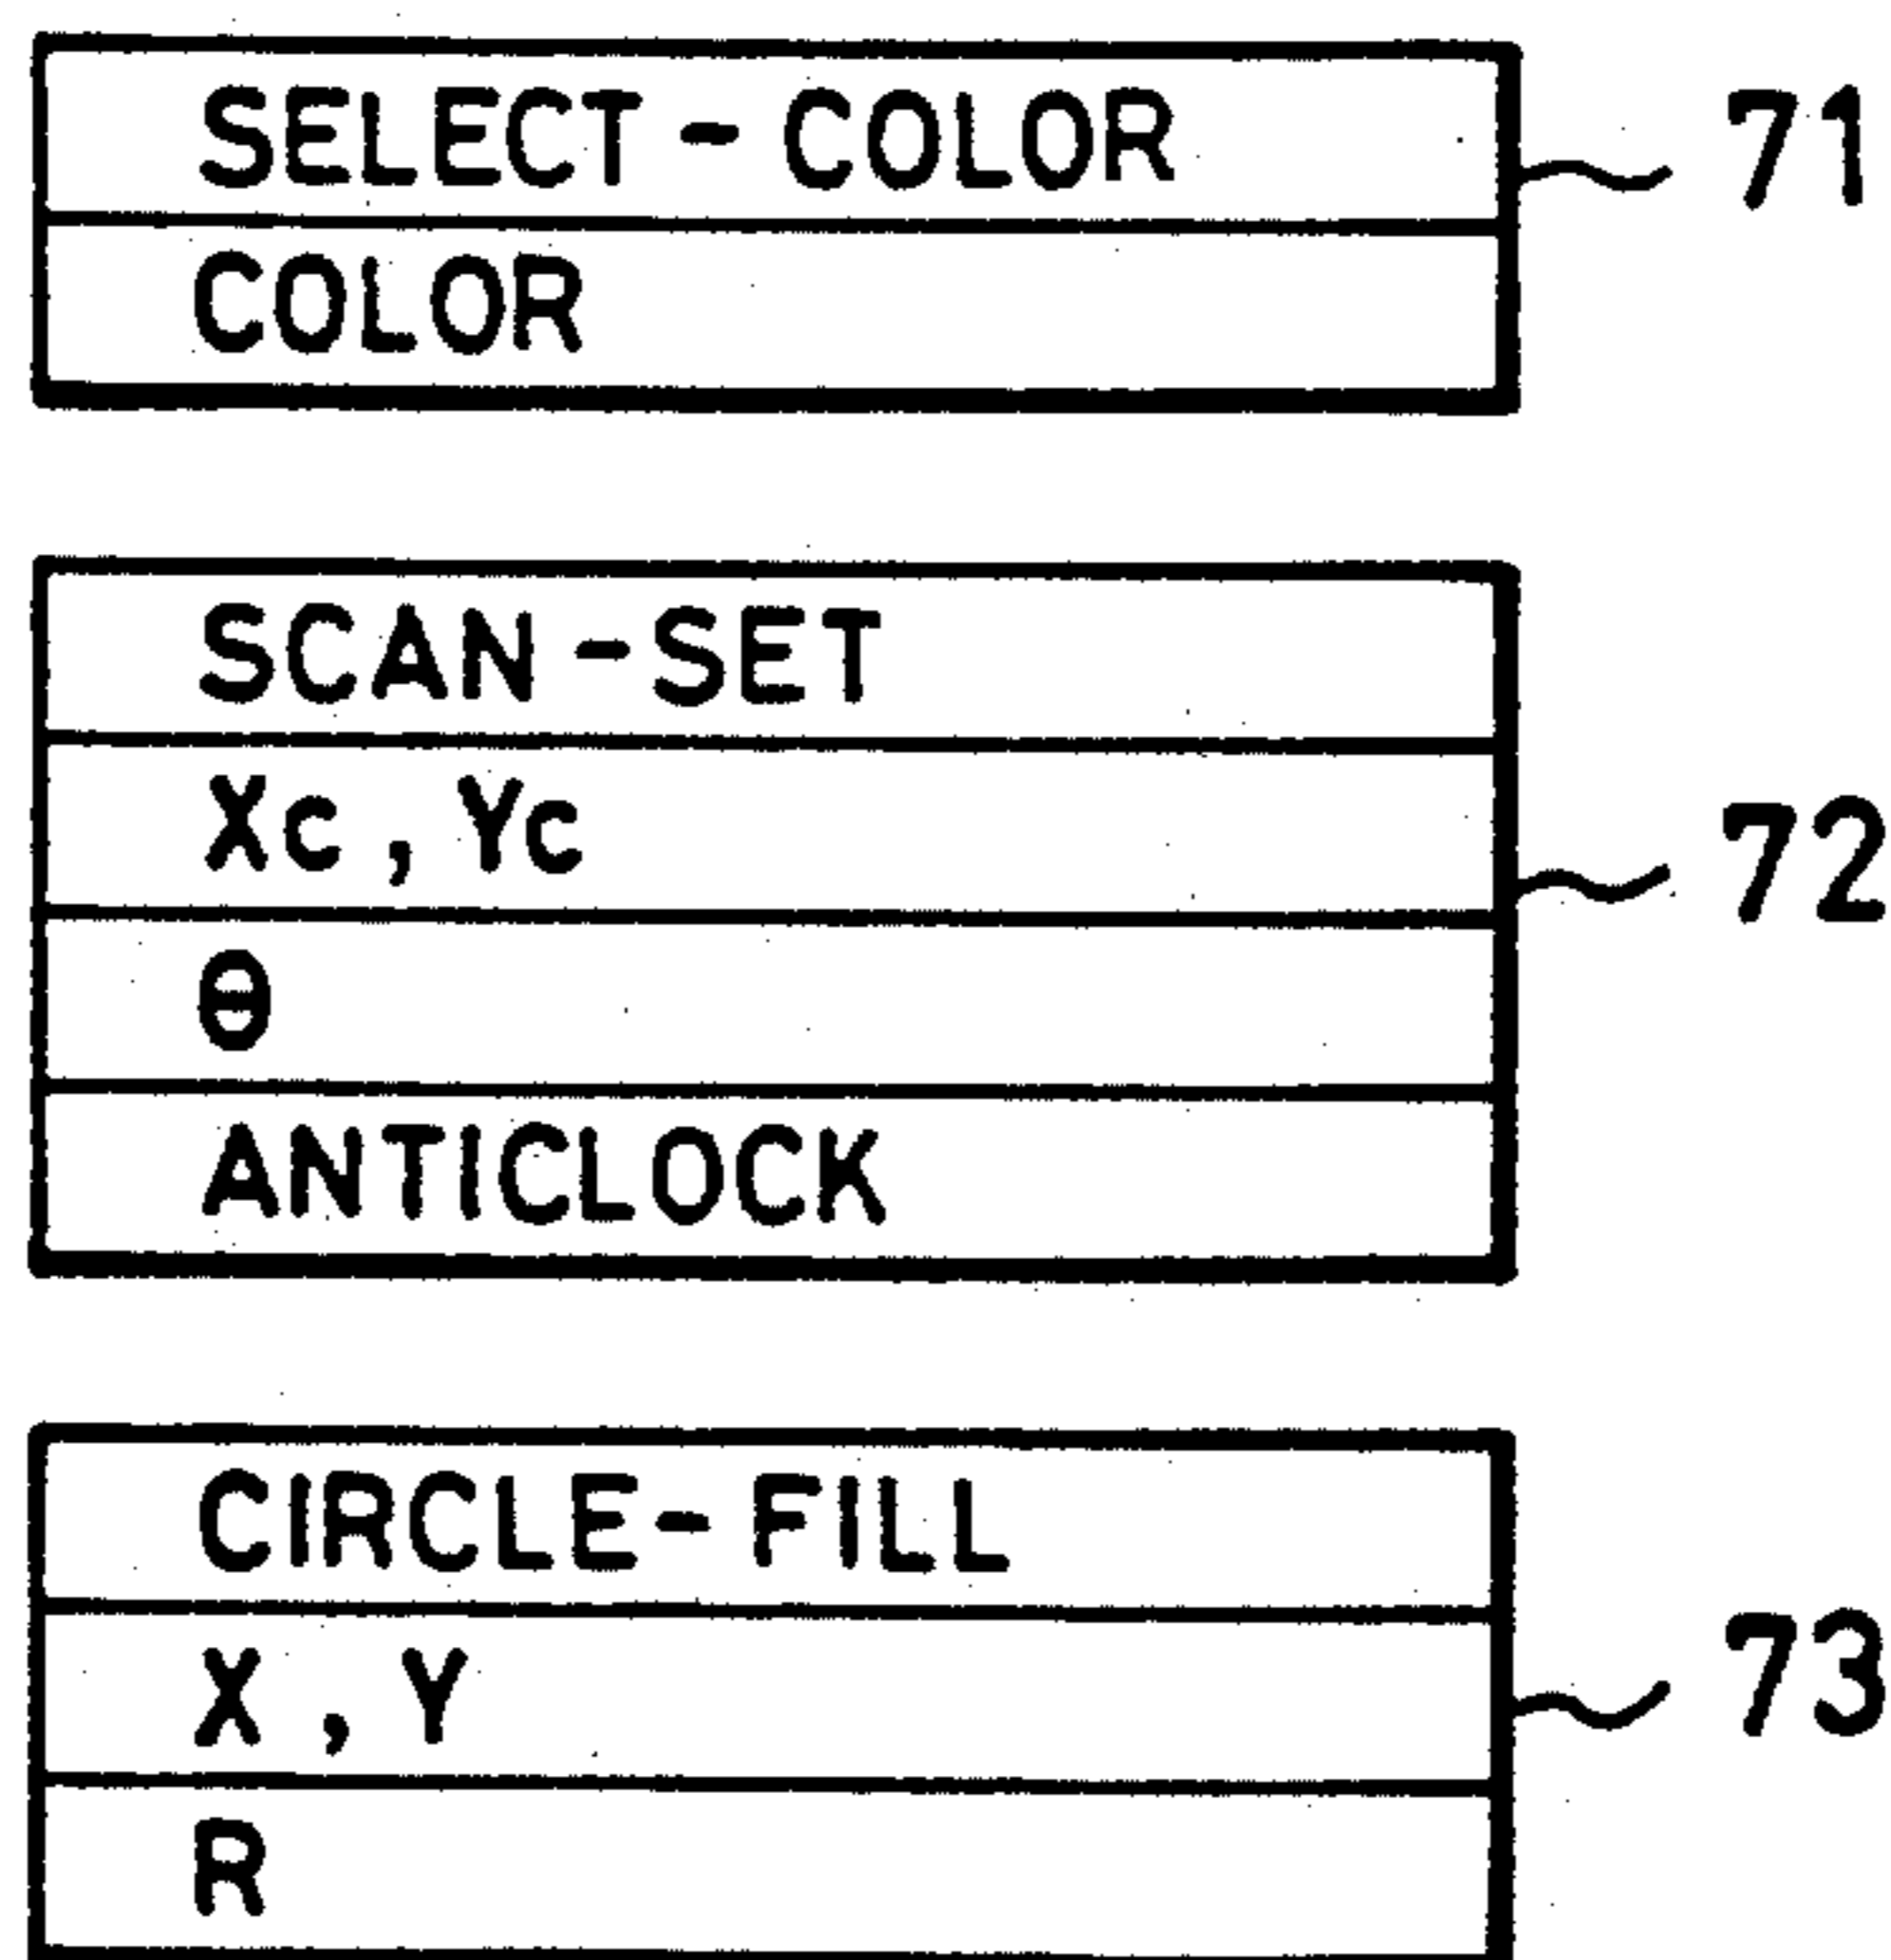 SELECT-COLOR
71
COLOR
SCAN-SET
Xc, Yc
72
θ
ANTICLOCK
CIRCLE-FILL
X, Y
73
R